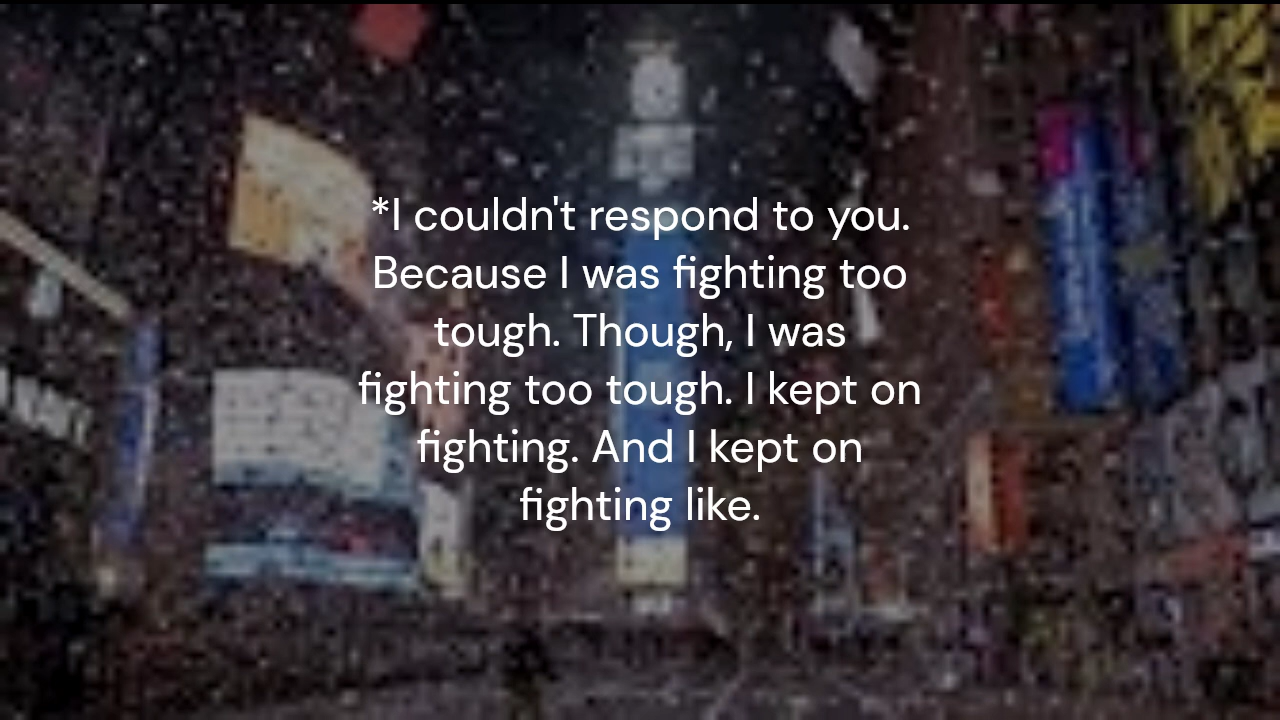 *I couldn't respond to you.
Because I was fighting too
tough. Though, I was
fighting too tough. I kept on
fighting. And I kept on
fighting like.